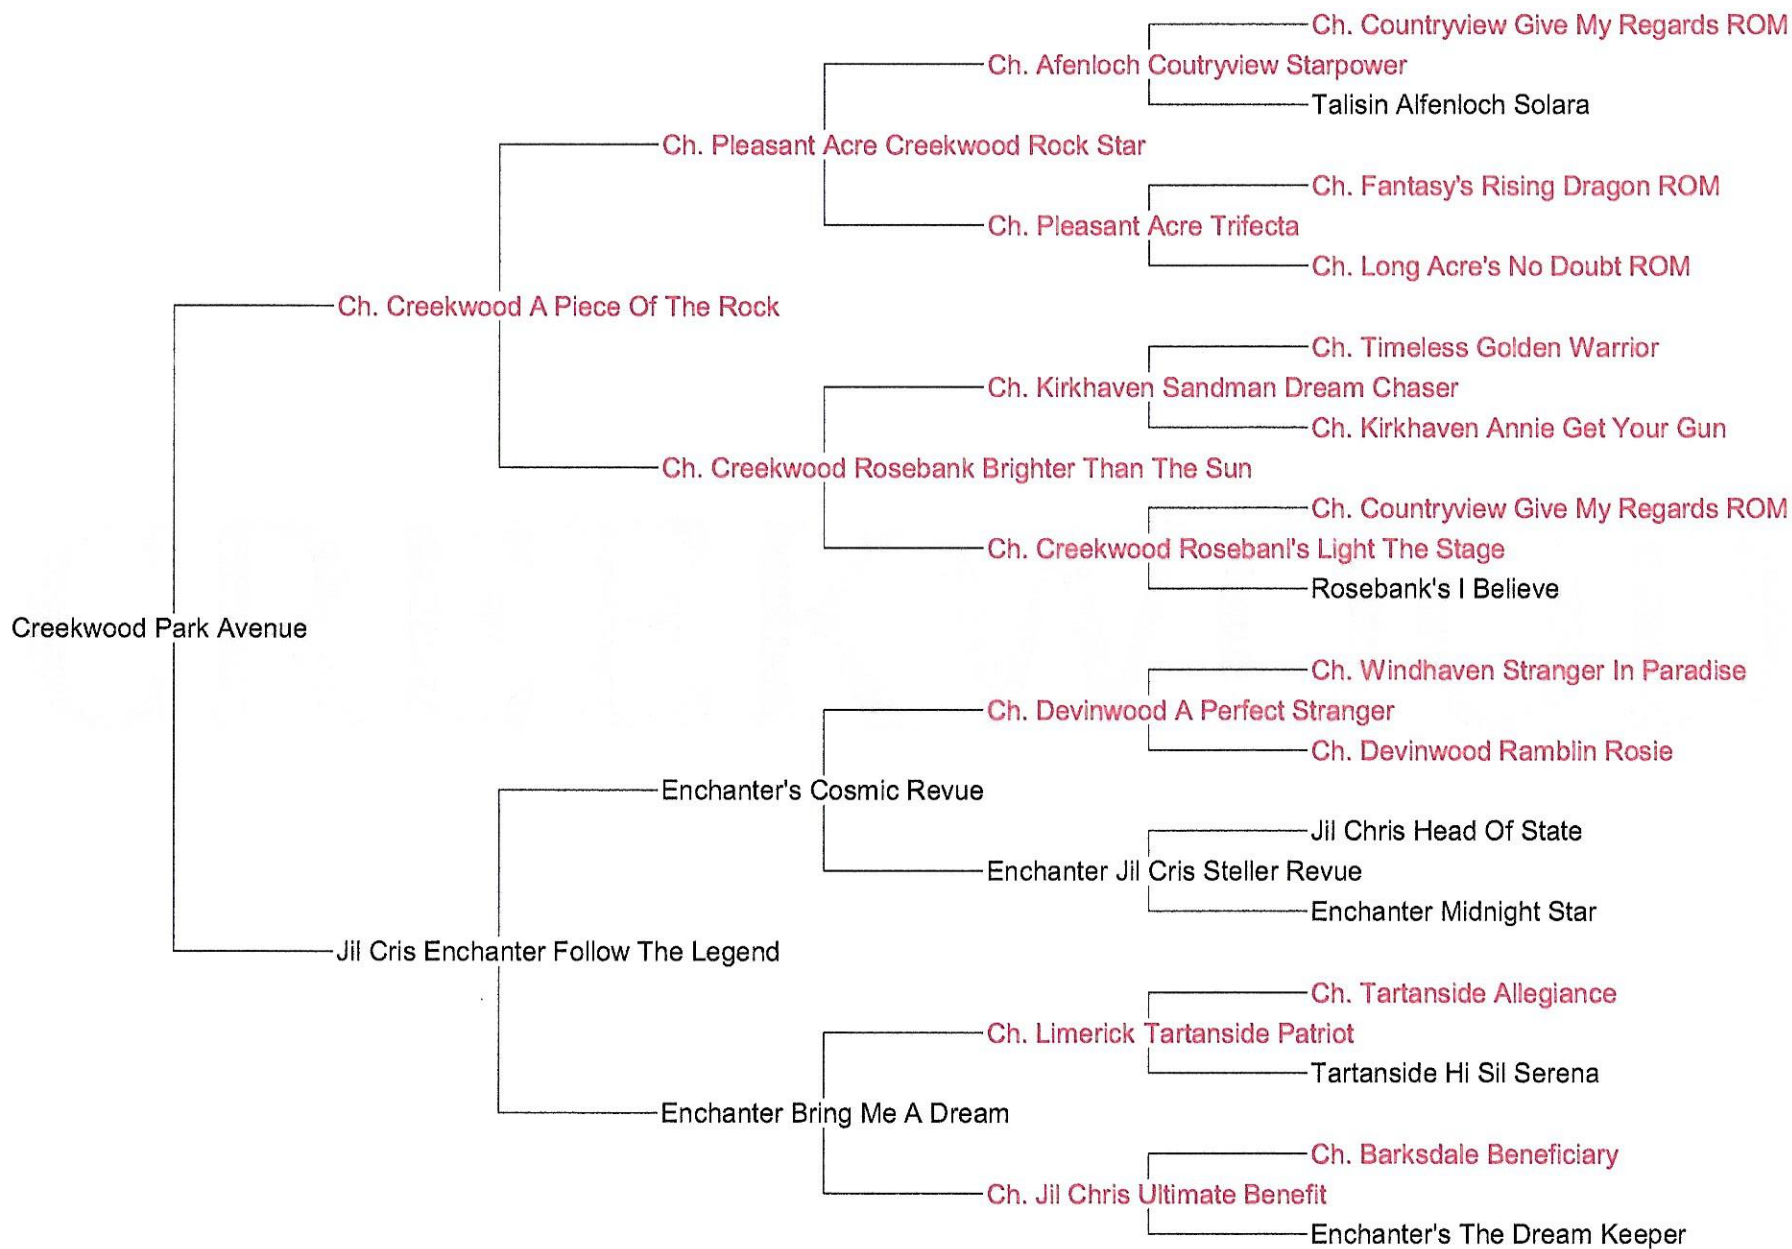 Ch. Countryview Give My Regards ROM
Ch. Afenloch Coutryview Starpower
Talisin Alfenloch Solara
Ch. Pleasant Acre Creekwood Rock Star
Ch. Fantasy's Rising Dragon ROM
Ch. Pleasant Acre Trifecta
Ch. Long Acre's No Doubt ROM
Ch. Creekwood A Piece Of The Rock
Ch. Timeless Golden Warrior
Ch. Kirkhaven Sandman Dream Chaser
Ch. Kirkhaven Annie Get Your Gun
Ch. Creekwood Rosebank Brighter Than The Sun
Ch. Countryview Give My Regards ROM
Ch. Creekwood Rosebanl's Light The Stage
Rosebank's I Believe
Creekwood Park Avenue
Ch. Windhaven Stranger In Paradise
Ch. Devinwood A Perfect Stranger
Ch. Devinwood Ramblin Rosie
Enchanter's Cosmic Revue
Jil Chris Head Of State
Enchanter Jil Cris Steller Revue
Enchanter Midnight Star
Jil Cris Enchanter Follow The Legend
Ch. Tartanside Allegiance
Ch. Limerick Tartanside Patriot
Tartanside Hi Sil Serena
Enchanter Bring Me A Dream
Ch. Barksdale Beneficiary
Ch. Jil Chris Ultimate Benefit
Enchanter's The Dream Keeper